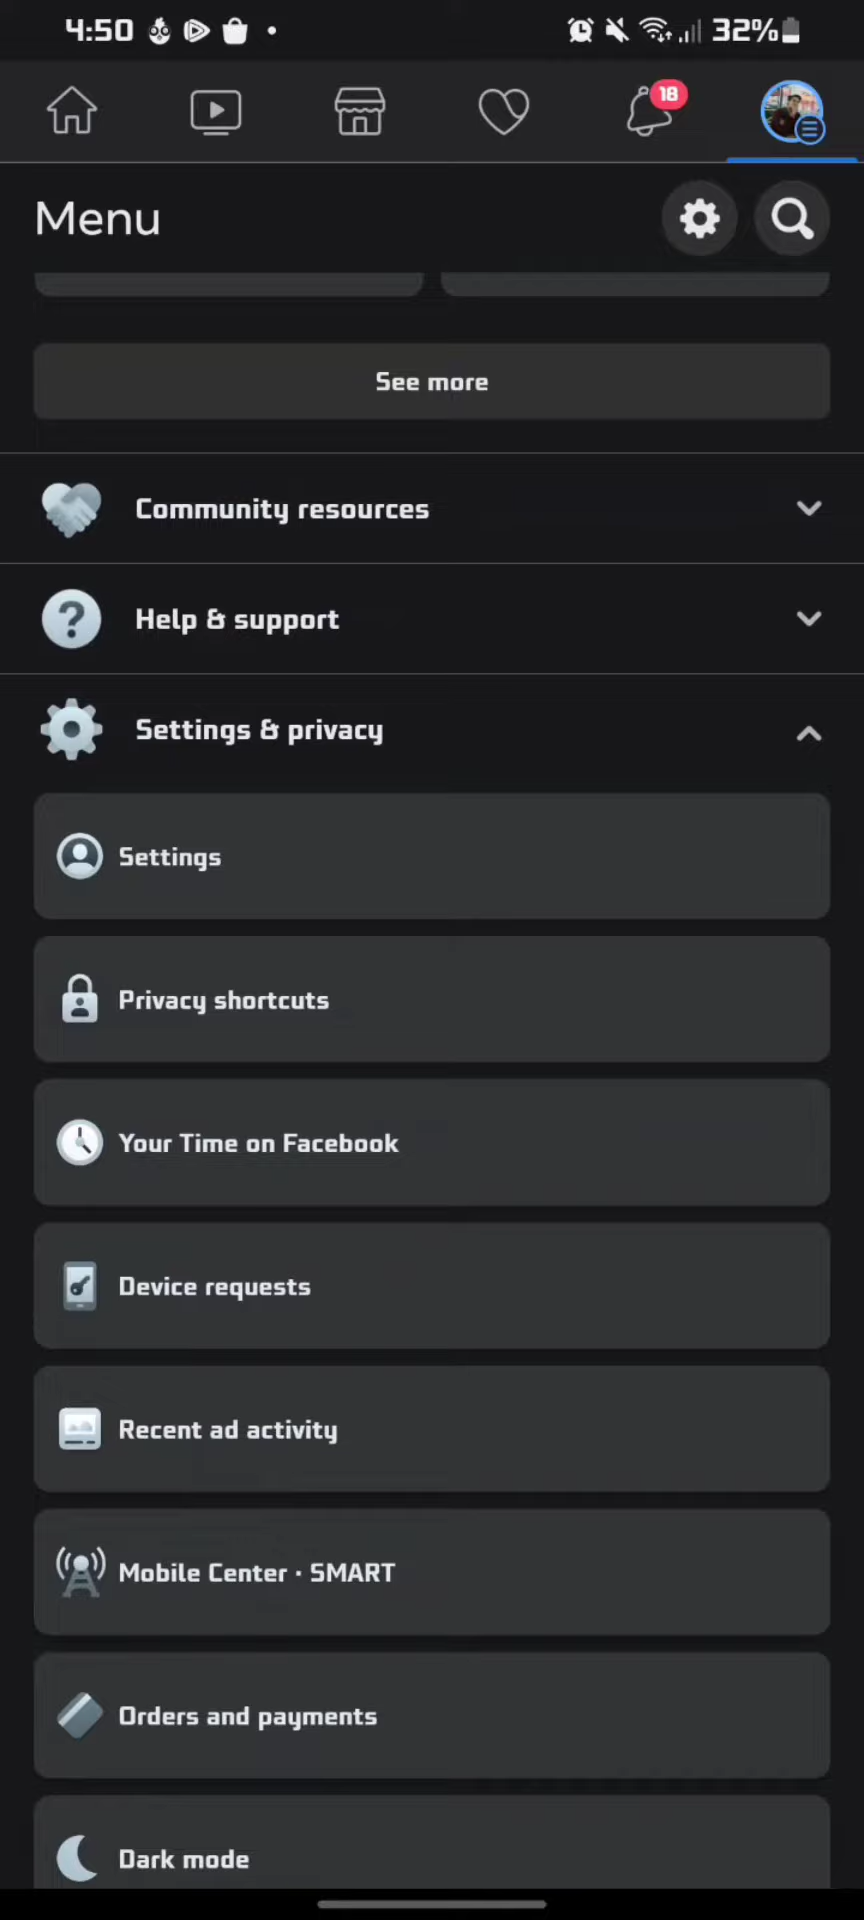 4:50
32%
18
Menu
See more
Community resources
Help & support
Settings & privacy
Settings
Privacy shortcuts
Your Time on Facebook
Device requests
Recent ad activity
Mobile Center · SMART
Orders and payments
Dark mode